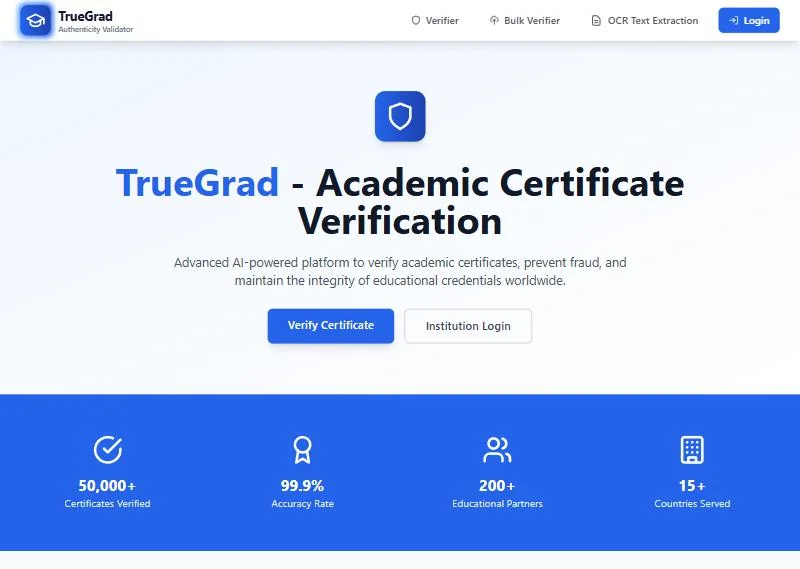 TrueGrad
Authenticity Validator
Verifier
Bulk Verifier
OCR Text Extraction
Login
TrueGrad - Academic Certificate
Verification
Advanced AI-powered platform to verify academic certificates, prevent fraud, and
maintain the integrity of educational credentials worldwide.
Verify Certificate
Institution Login
50,000+
Certificates Verified
99.9%
Accuracy Rate
200+
Educational Partners
15+
Countries Served